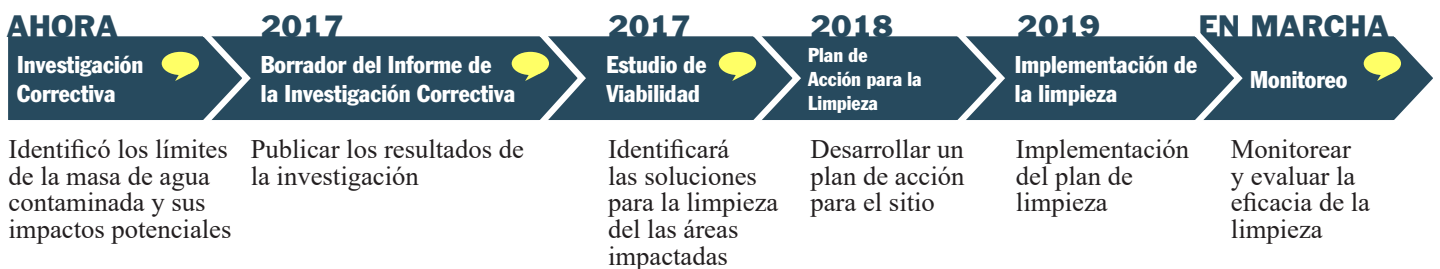 AHORA
Investigación
Correctiva
Identificó los límites
de la masa de agua
contaminada y sus
impactos potenciales
2017
Borrador del Informe de
la Investigación Correctiva
Publicar los resultados de
la investigación
2017
Estudio de
Viabilidad
Identificará
las soluciones
para la limpieza
del las áreas
impactadas
2018
Plan de
Acción para la
Limpieza
Desarrollar un
plan de acción
para el sitio
2019
Implementación de
la limpieza
Implementación
del plan de
limpieza
EN MARCHA
Monitoreo
Monitorear
y evaluar la
eficacia de la
limpieza